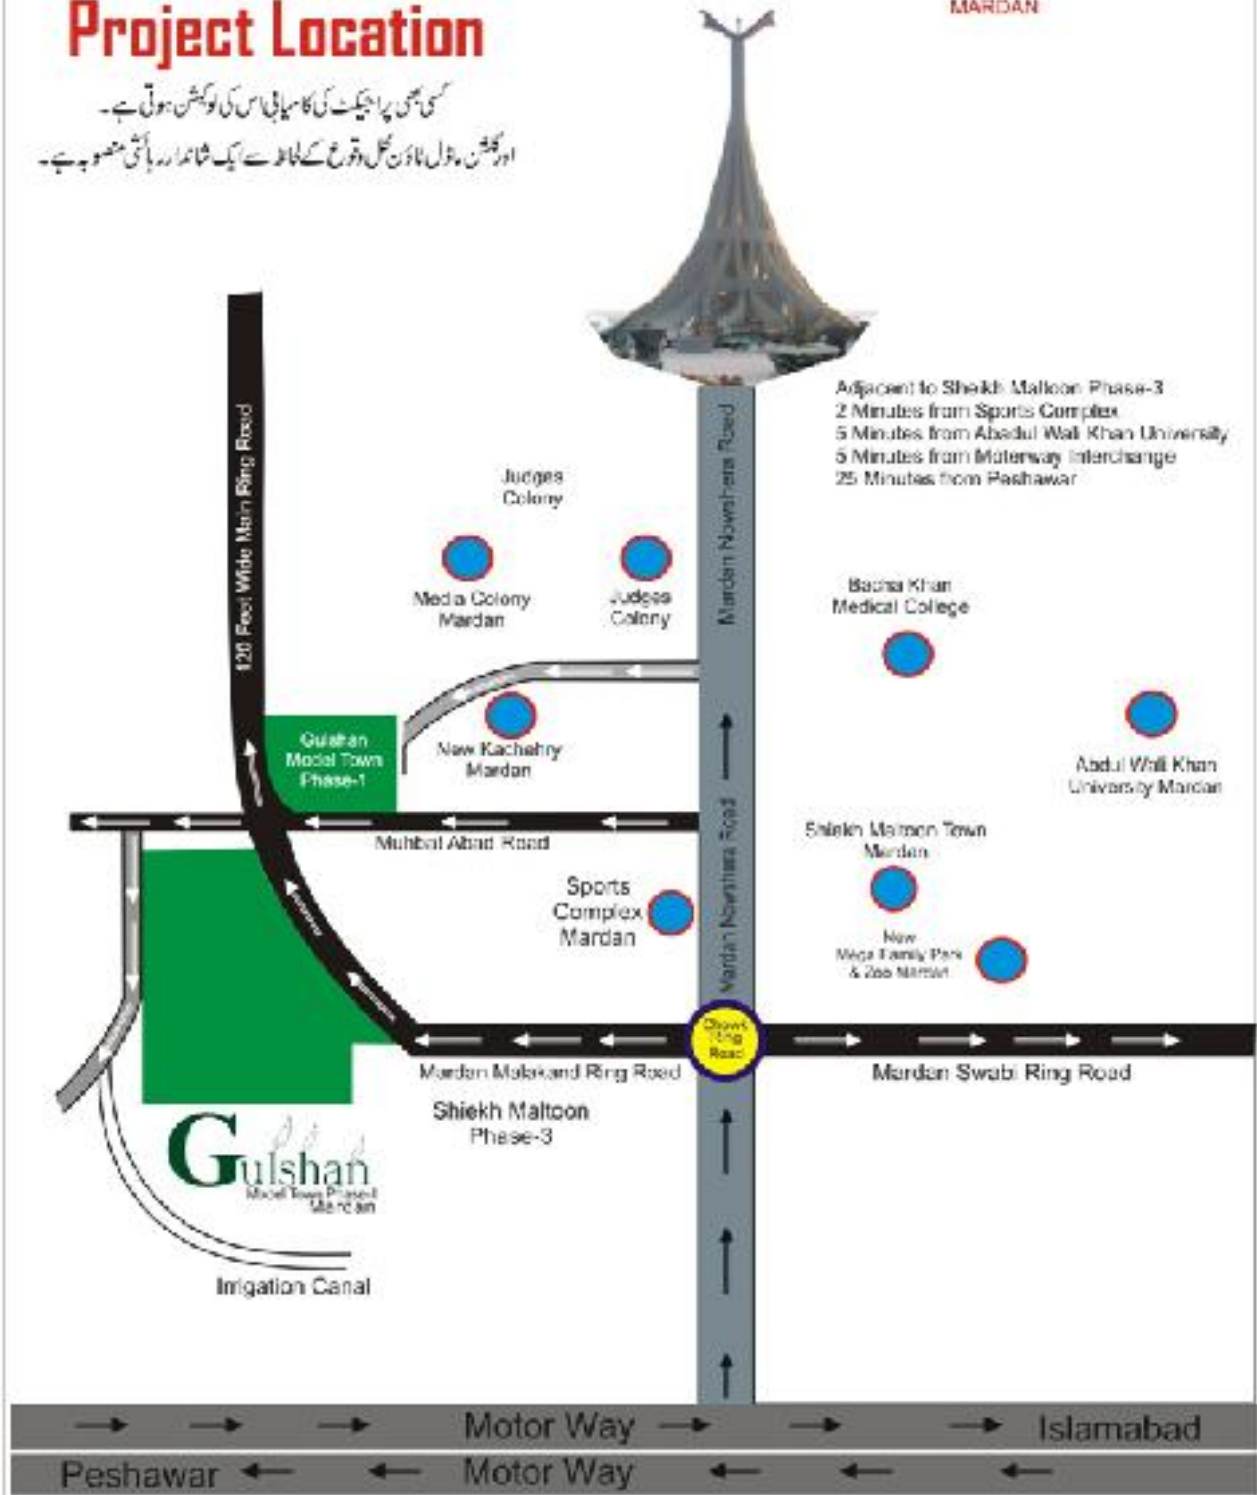 Project Location
MARDAN
کسی بھی پراجیکٹ کی کامیابی اس کی لوکیشن ہوتی ہے۔
اور گلشن ماڈل ٹاؤن محل وقوع کے لحاظ سے ایک شاندار رہائشی منصوبہ ہے۔
Adjacent to Sheikh Maltoon Phase-3
2 Minutes from Sports Complex
5 Minutes from Abadul Wali Khan University
5 Minutes from Moterway Interchange
25 Minutes from Peshawar
120 Feet Wide Main Ring Road
Mardan Nowshera Road
Judges
Colony
Media Colony
Mardan
Judges
Colony
Bacha Khan
Medical College
Gulshan
Model Town
Phase-1
New Kachehry
Mardan
Abdul Wali Khan
University Mardan
Muhbat Abad Road
Mardan Nowshera Road
Shiekh Maltoon Town
Mardan
Sports
Complex
Mardan
New
Mega Family Park
& Zoo Mardan
Chowk
Ring
Road
Mardan Malakand Ring Road
Mardan Swabi Ring Road
Shiekh Maltoon
Phase-3
Gulshan
Model Town Phase-II
Mardan
Irrigation Canal
Motor Way
Islamabad
Peshawar
Motor Way